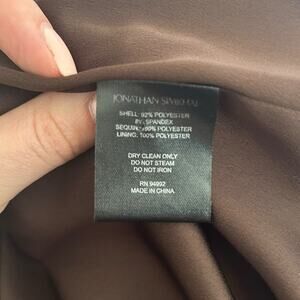 JONATHAN SIMKHAI
SHELL: 92% POLYESTER
8% SPANDEX
SEQUIN: 100% POLYESTER
LINING: 100% POLYESTER
DRY CLEAN ONLY
DO NOT STEAM
DO NOT IRON
RN 94992
MADE IN CHINA